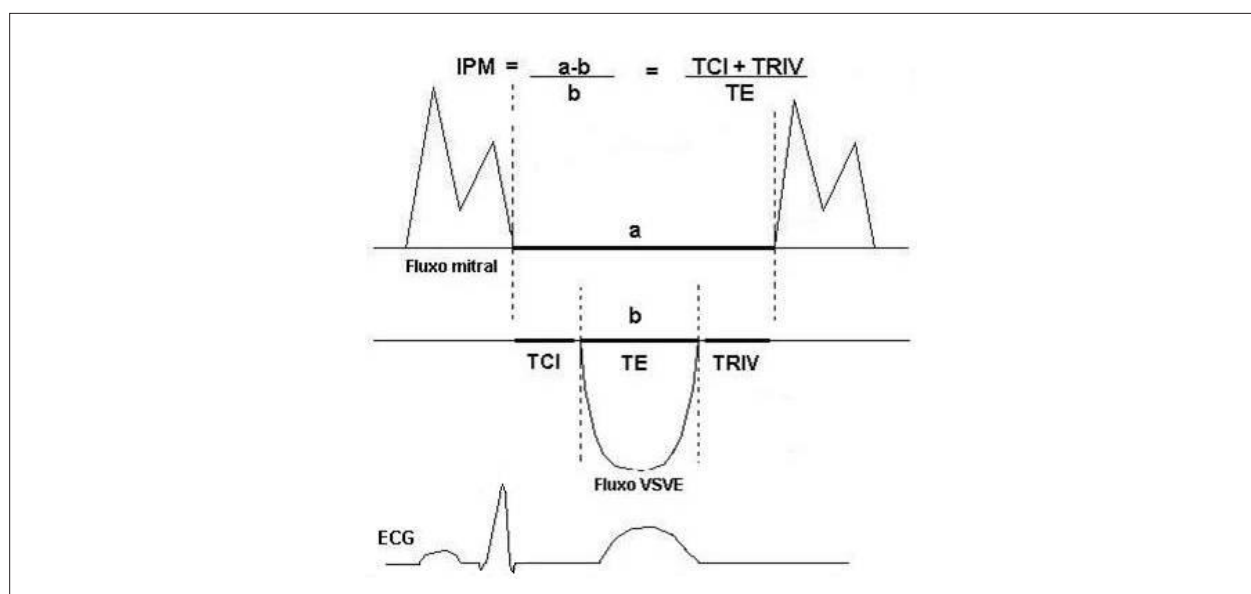 IPM = a-b = TCI + TRIV
b TE
a
Fluxo mitral
b
TCI TE TRIV
Fluxo VSVE
ECG